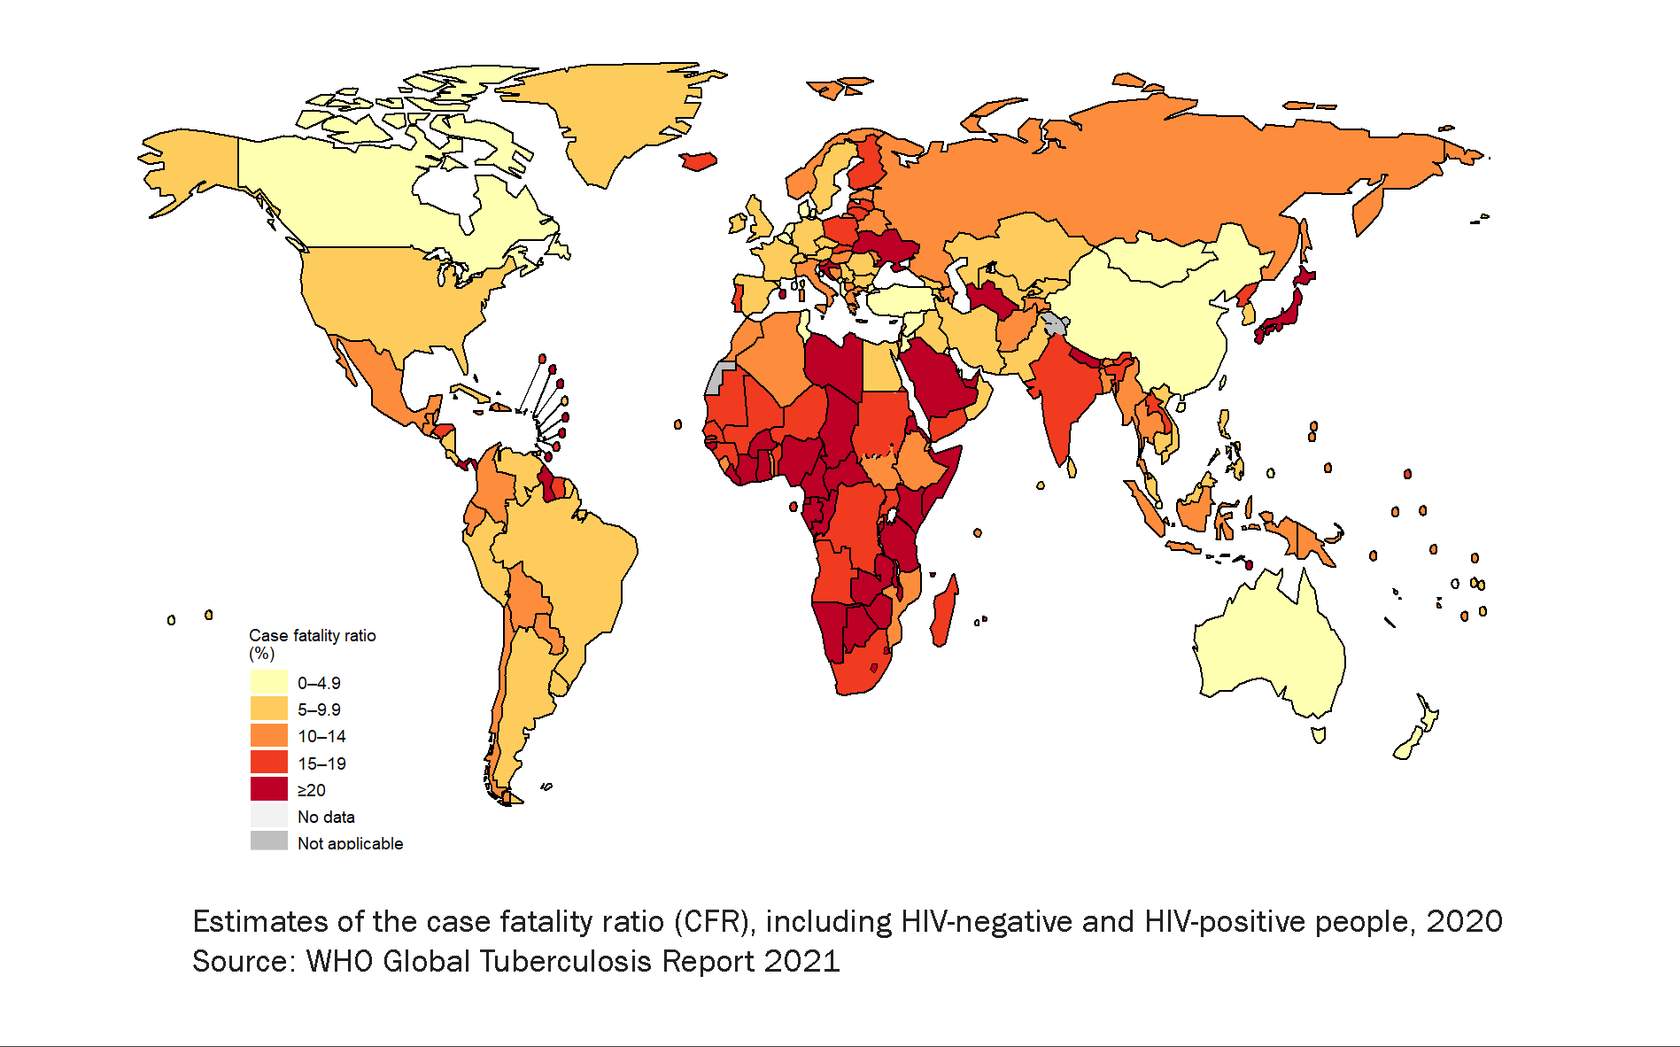 Case fatality ratio
(%)
0–4.9
5–9.9
10–14
15–19
≥20
No data
Not applicable
Estimates of the case fatality ratio (CFR), including HIV-negative and HIV-positive people, 2020
Source: WHO Global Tuberculosis Report 2021